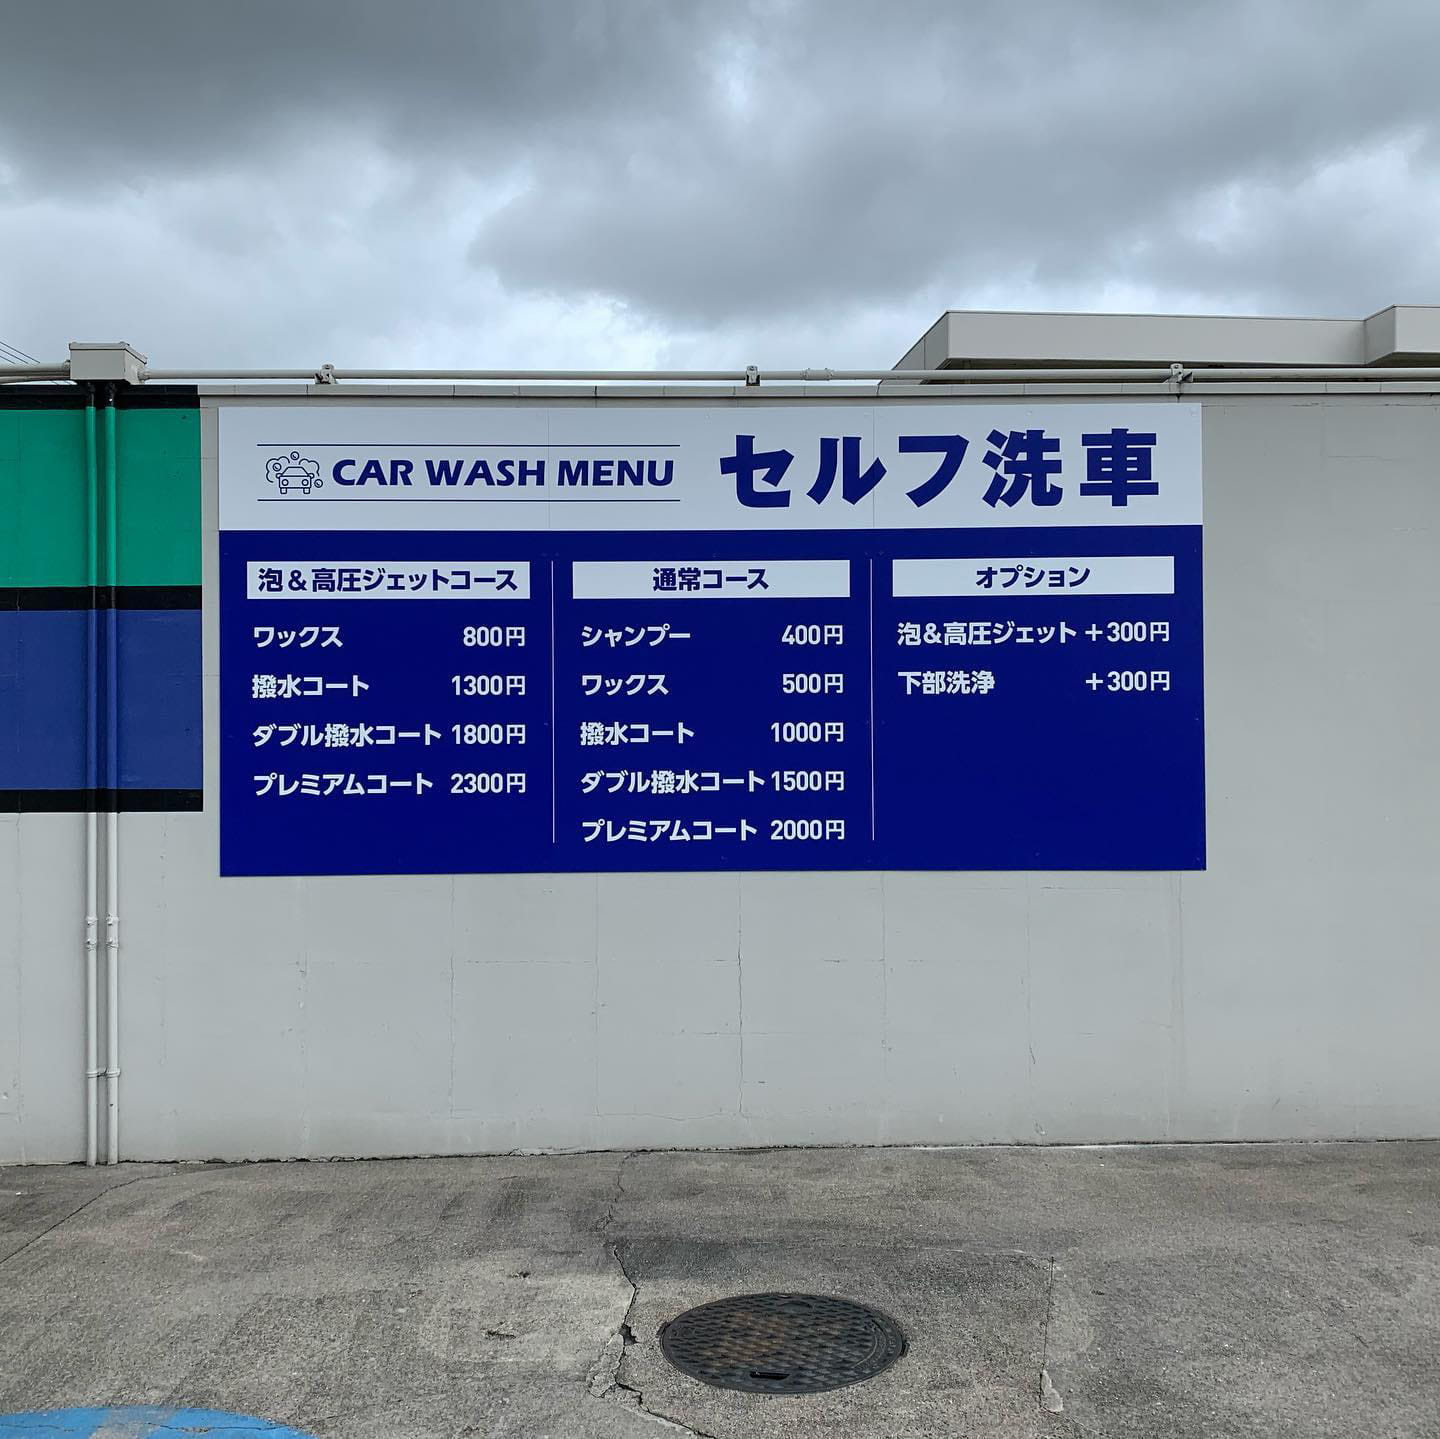 CAR WASH MENU
セルフ洗車
泡&高圧ジェットコース
ワックス 800円
撥水コート 1300円
ダブル撥水コート 1800円
プレミアムコート 2300円
通常コース
シャンプー 400円
ワックス 500円
撥水コート 1000円
ダブル撥水コート 1500円
プレミアムコート 2000円
オプション
泡&高圧ジェット +300円
下部洗浄 +300円